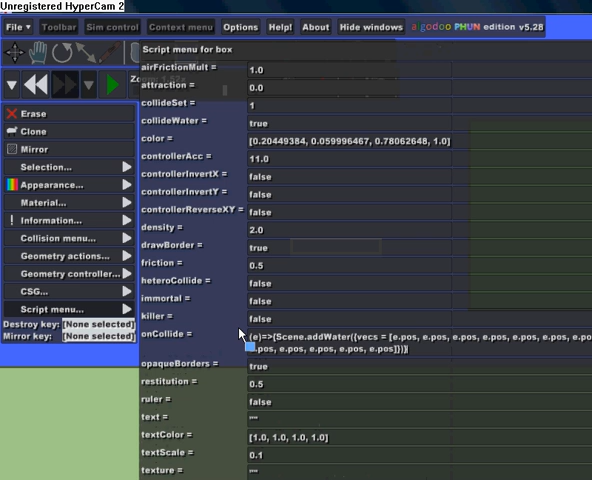 Unregistered HyperCam 2
File Toolbar Sim control Context menu Options Help! About Hide windows algodoo PHUN edition v5.28
Script menu for box
airFrictionMult = 1.0
attraction = 0.0
collideSet = 1
collideWater = true
color = [0.20449384, 0.059996467, 0.78062648, 1.0]
controllerAcc = 11.0
controllerInvertX = false
controllerInvertY = false
controllerReverseXY = false
density = 2.0
drawBorder = true
friction = 0.5
heteroCollide = false
immortal = false
killer = false
onCollide = (e)=>{Scene.addWater({vecs = [e.pos, e.pos, e.pos, e.pos, e.pos, e.pos, e.po
e.pos, e.pos, e.pos, e.pos, e.pos]})}
opaqueBorders = true
restitution = 0.5
ruler = false
text = ""
textColor = [1.0, 1.0, 1.0, 1.0]
textScale = 0.1
texture = ""
Erase
Clone
Mirror
Selection...
Appearance...
Material...
Information...
Collision menu...
Geometry actions...
Geometry controller...
CSG...
Script menu...
Destroy key: [None selected]
Mirror key: [None selected]